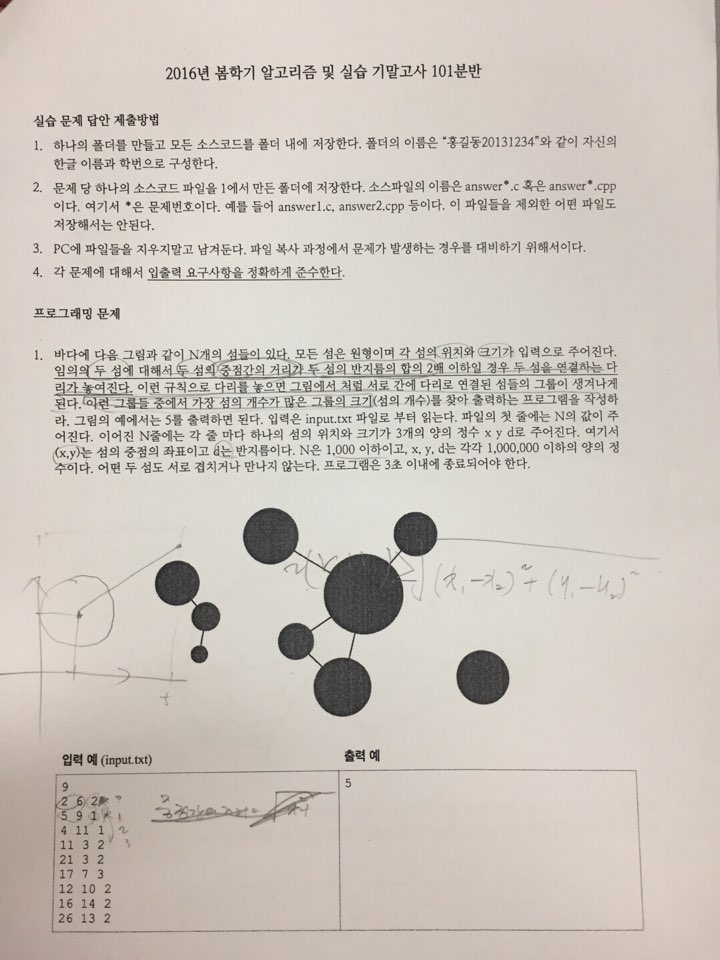 2016년 봄학기 알고리즘 및 실습 기말고사 101분반
실습 문제 답안 제출방법
1. 하나의 폴더를 만들고 모든 소스코드를 폴더 내에 저장한다. 폴더의 이름은 “홍길동20131234”와 같이 자신의
한글 이름과 학번으로 구성한다.
2. 문제 당 하나의 소스코드 파일을 1에서 만든 폴더에 저장한다. 소스파일의 이름은 answer*.c 혹은 answer*.cpp
이다. 여기서 *은 문제번호이다. 예를 들어 answer1.c, answer2.cpp 등이다. 이 파일들을 제외한 어떤 파일도
저장해서는 안된다.
3. PC에 파일들을 지우지말고 남겨둔다. 파일 복사 과정에서 문제가 발생하는 경우를 대비하기 위해서이다.
4. 각 문제에 대해서 입출력 요구사항을 정확하게 준수한다.
프로그래밍 문제
1. 바다에 다음 그림과 같이 N개의 섬들이 있다. 모든 섬은 원형이며 각 섬의 위치와 크기가 입력으로 주어진다.
임의의 두 섬에 대해서 두 섬의 중점간의 거리가 두 섬의 반지름의 합의 2배 이하일 경우 두 섬을 연결하는 다
리가 놓여진다. 이런 규칙으로 다리를 놓으면 그림에서 처럼 서로 간에 다리로 연결된 섬들의 그룹이 생겨나게
된다. 이런 그룹들 중에서 가장 섬의 개수가 많은 그룹의 크기(섬의 개수)를 찾아 출력하는 프로그램을 작성하
라. 그림의 예에서는 5를 출력하면 된다. 입력은 input.txt 파일로 부터 읽는다. 파일의 첫 줄에는 N의 값이 주
어진다. 이어진 N줄에는 각 줄 마다 하나의 섬의 위치와 크기가 3개의 양의 정수 x y d로 주어진다. 여기서
(x,y)는 섬의 중점의 좌표이고 d는 반지름이다. N은 1,000 이하이고, x, y, d는 각각 1,000,000 이하의 양의 정
수이다. 어떤 두 섬도 서로 겹치거나 만나지 않는다. 프로그램은 3초 이내에 종료되어야 한다.
(x₁-x₂)² + (y₁-y₂)²
입력 예 (input.txt)
출력 예
9
2 6 2
5 9 1
4 11 1
11 3 2
21 3 2
17 7 3
12 10 2
16 14 2
26 13 2
5